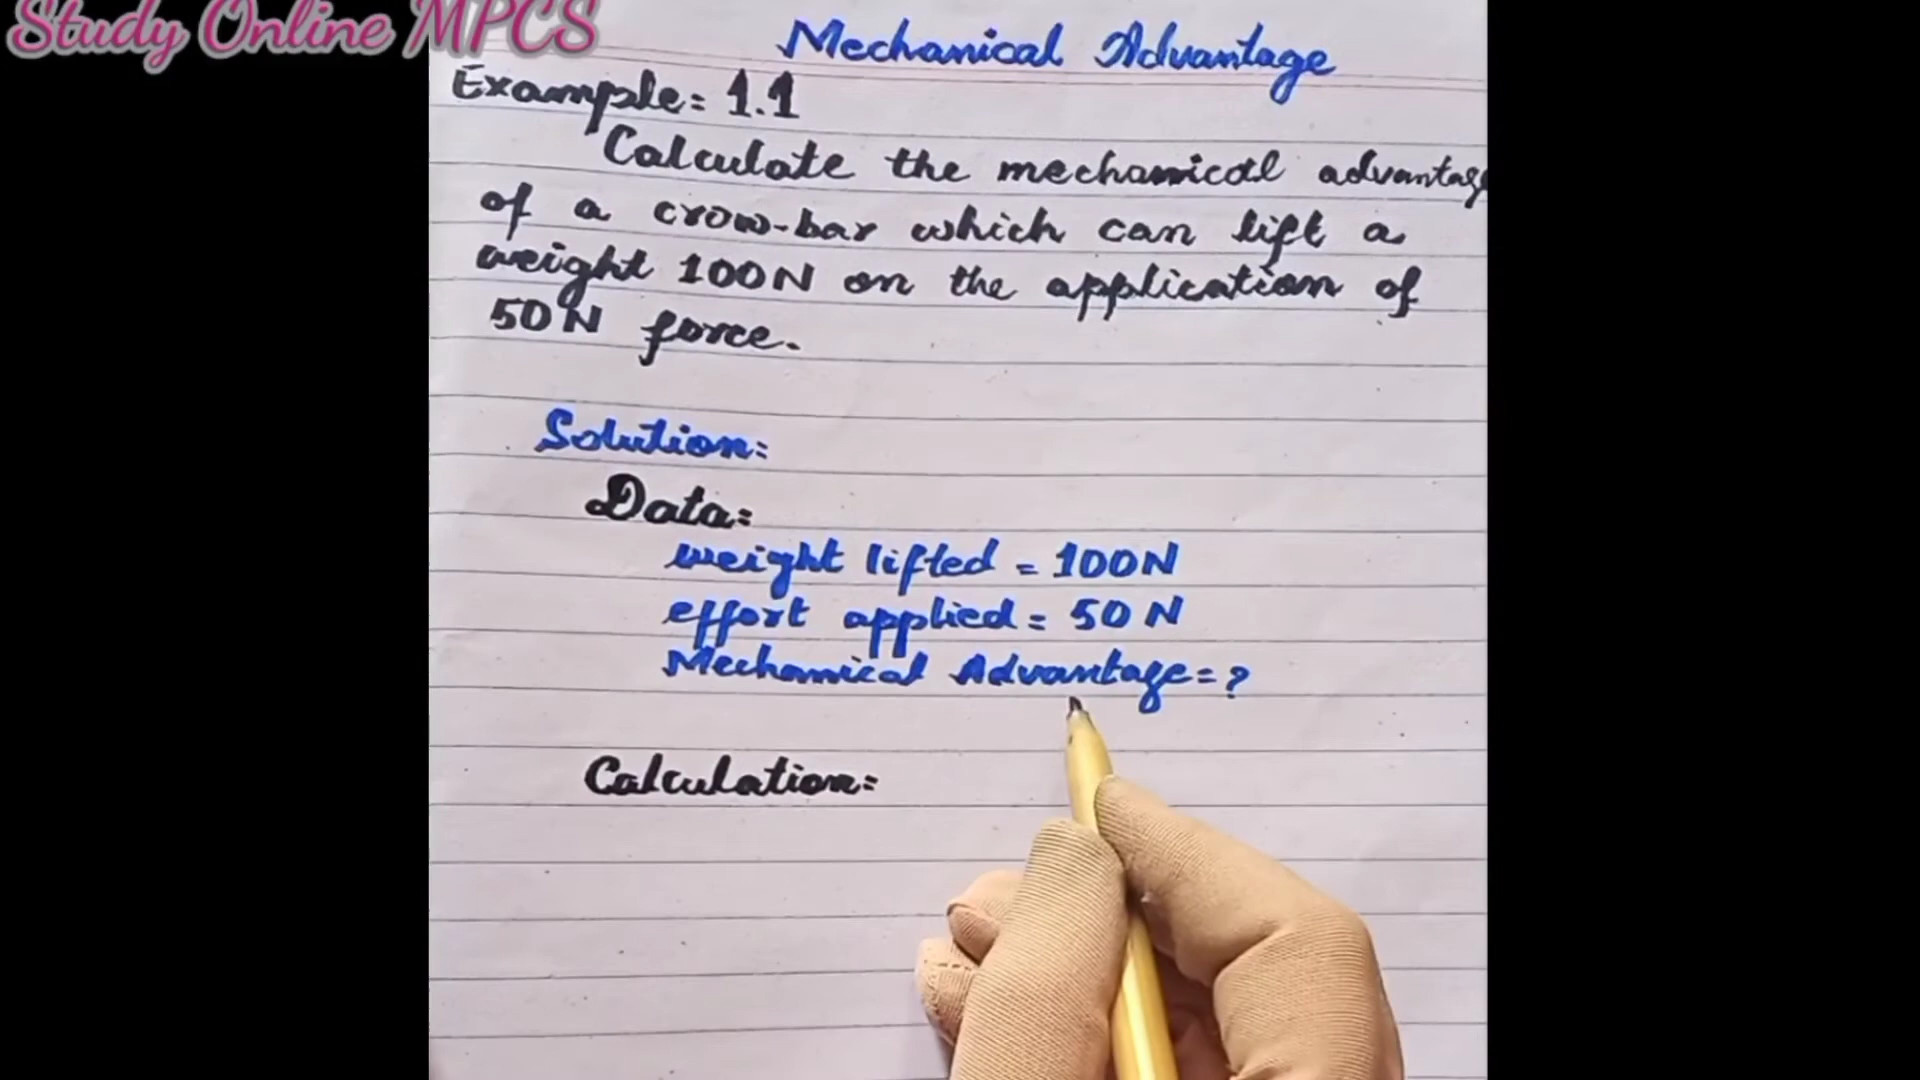 Study Online MPCS
Mechanical Advantage
Example= 1.1
Calculate the mechanical advantage
of a crow-bar which can lift a
weight 100N on the application of
50N force.
Solution=
Data=
weight lifted = 100N
effort applied = 50 N
Mechanical Advantage=?
Calculation=